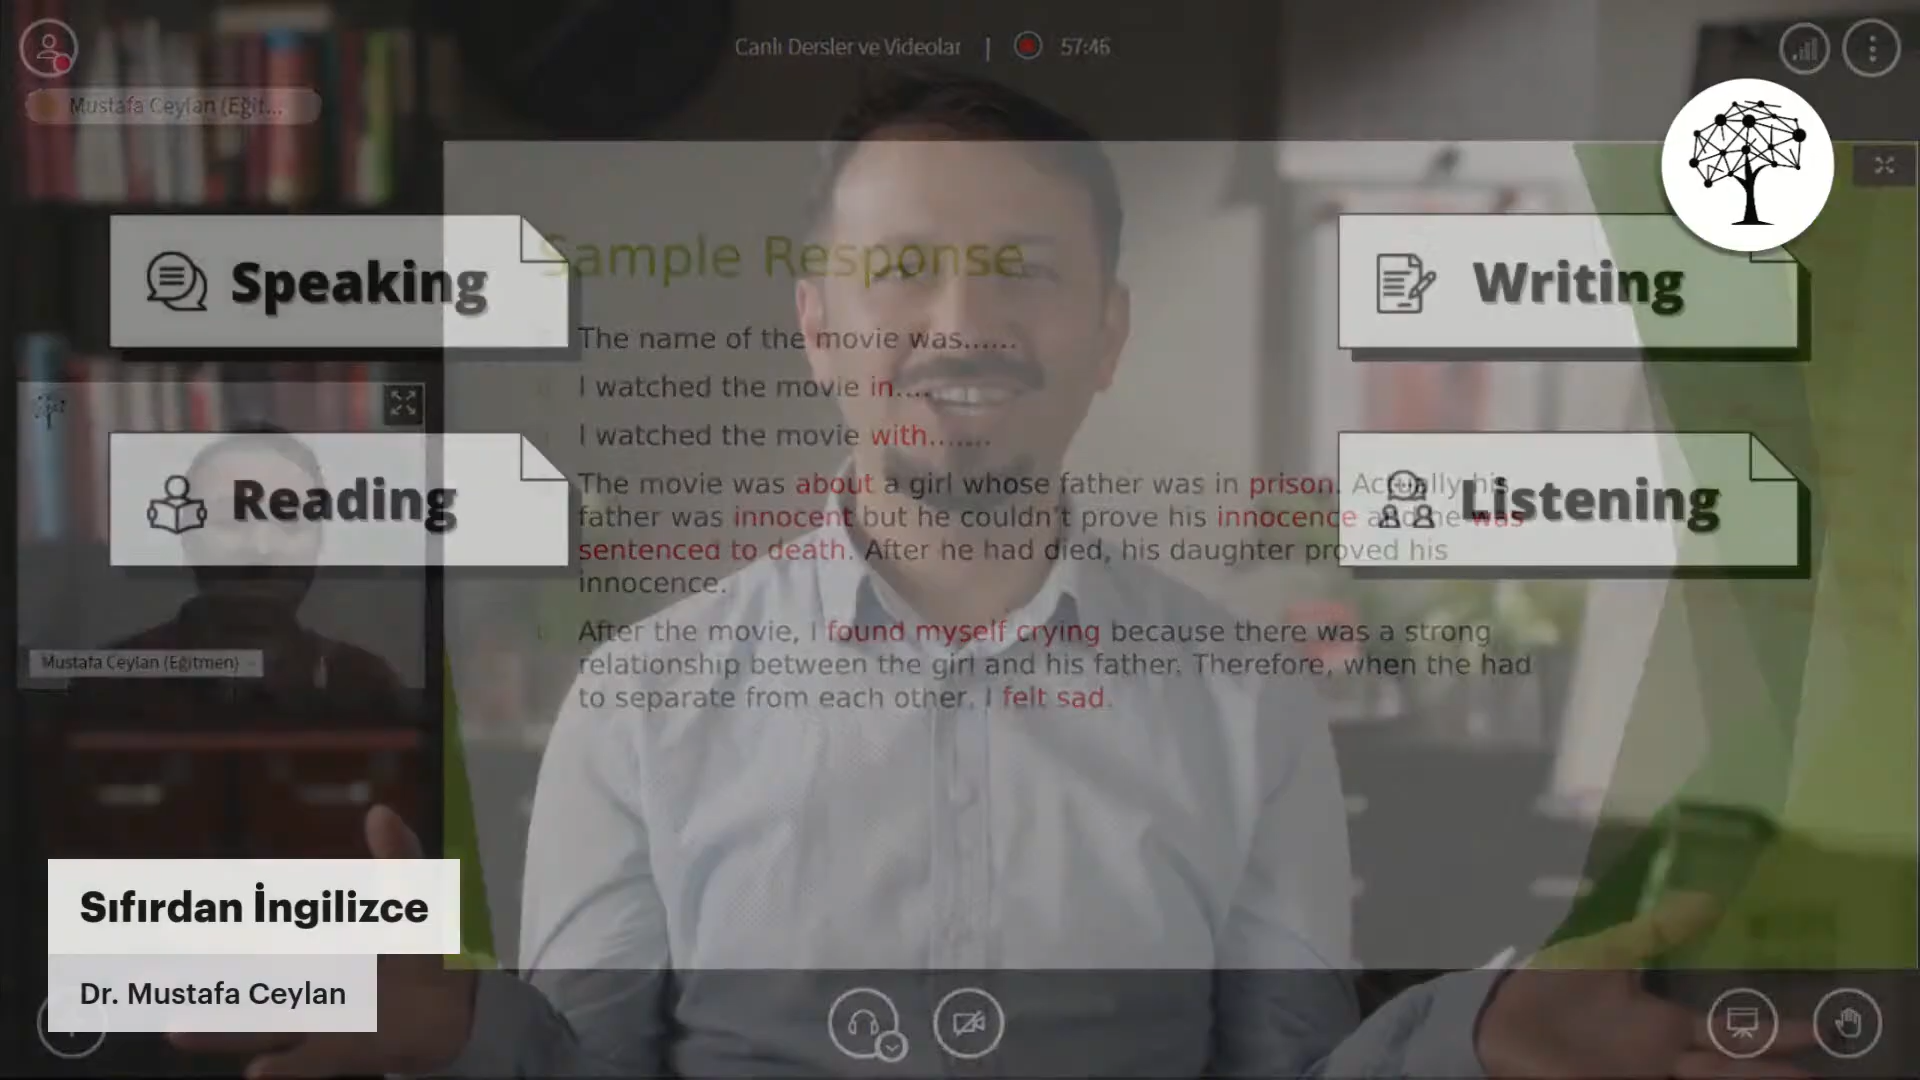 Canlı Dersler ve Videolar | 57:46
Mustafa Ceylan (Eğit...
Speaking
Writing
Sample Response
The name of the movie was......
I watched the movie in....
I watched the movie with.......
Reading
Listening
The movie was about a girl whose father was in prison. Actually his
father was innocent but he couldn't prove his innocence and he was
sentenced to death. After he had died, his daughter proved his
innocence.
After the movie, I found myself crying because there was a strong
relationship between the girl and his father. Therefore, when the had
to separate from each other, I felt sad.
Mustafa Ceylan (Eğitmen)
Sıfırdan İngilizce
Dr. Mustafa Ceylan